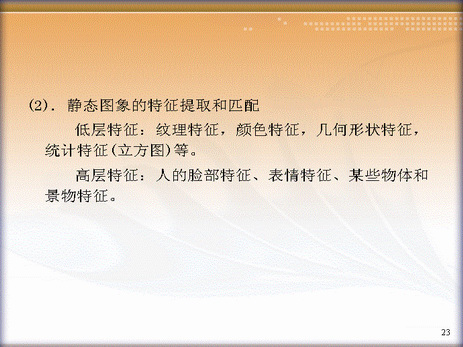 (2). 静态图象的特征提取和匹配
低层特征：纹理特征，颜色特征，几何形状特征，
统计特征(立方图)等。
高层特征：人的脸部特征、表情特征、某些物体和
景物特征。
23